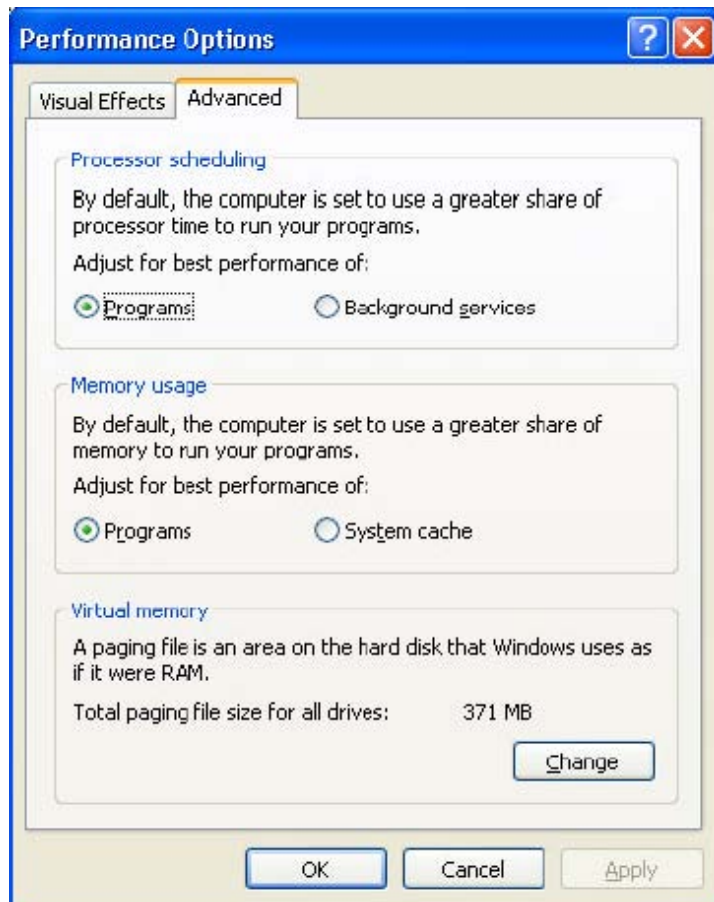 Performance Options
?
Visual Effects
Advanced
Processor scheduling
By default, the computer is set to use a greater share of
processor time to run your programs.
Adjust for best performance of:
Programs
Background services
Memory usage
By default, the computer is set to use a greater share of
memory to run your programs.
Adjust for best performance of:
Programs
System cache
Virtual memory
A paging file is an area on the hard disk that Windows uses as
if it were RAM.
Total paging file size for all drives: 371 MB
Change
OK
Cancel
Apply